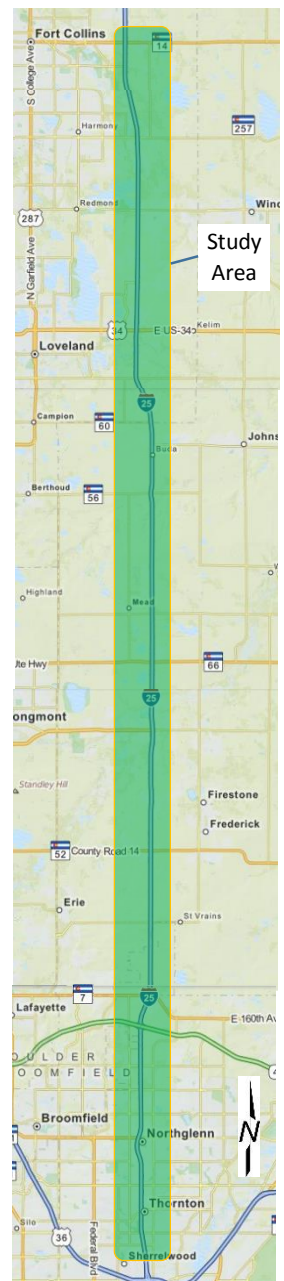 Fort Collins
14
S College Ave
Harmony
257
Redmond
Wind
287
Study
Area
N Garfield Ave
34
E US-34
Kelim
Loveland
25
Campion
60
Johns
Buda
Berthoud
56
Highland
Mead
Ute Hwy
66
25
ongmont
Standley Hill
Firestone
Frederick
52
County Road 14
Erie
St Vrains
7
25
Lafayette
E 160th Av
OULDER
OOMFIELD
N
Broomfield
Northglenn
Thornton
36
Federal Blvd
Sherrelwood